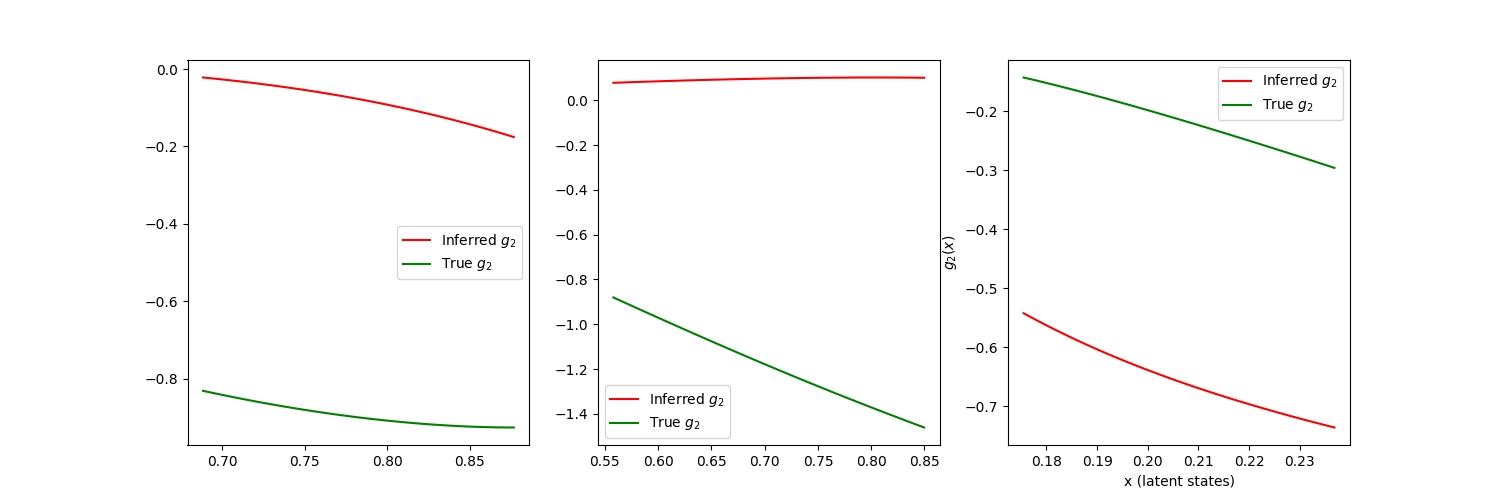 0.0
−0.2
−0.4
−0.6
−0.8
0.70 0.75 0.80 0.85
Inferred g₂
True g₂
0.0
−0.2
−0.4
−0.6
−0.8
−1.0
−1.2
−1.4
0.55 0.60 0.65 0.70 0.75 0.80 0.85
Inferred g₂
True g₂
g₂(x)
−0.2
−0.3
−0.4
−0.5
−0.6
−0.7
0.18 0.19 0.20 0.21 0.22 0.23
x (latent states)
Inferred g₂
True g₂